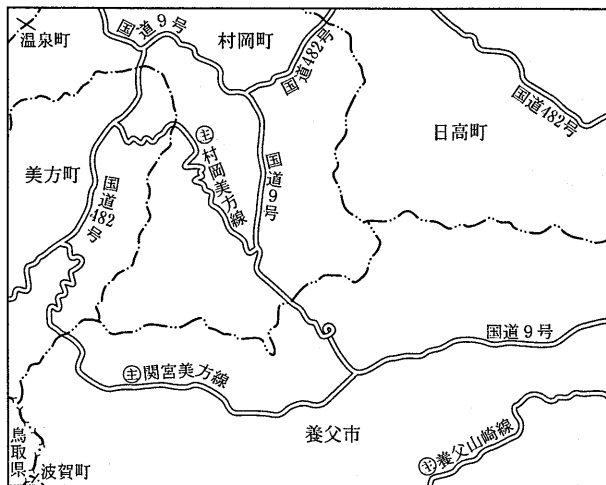 国道9号
温泉町
村岡町
国道482号
国道482号
日高町
㊟村岡美方線
国道9号
美方町
国道482号
国道9号
㊟関宮美方線
養父市
㊟養父山崎線
鳥取県
波賀町